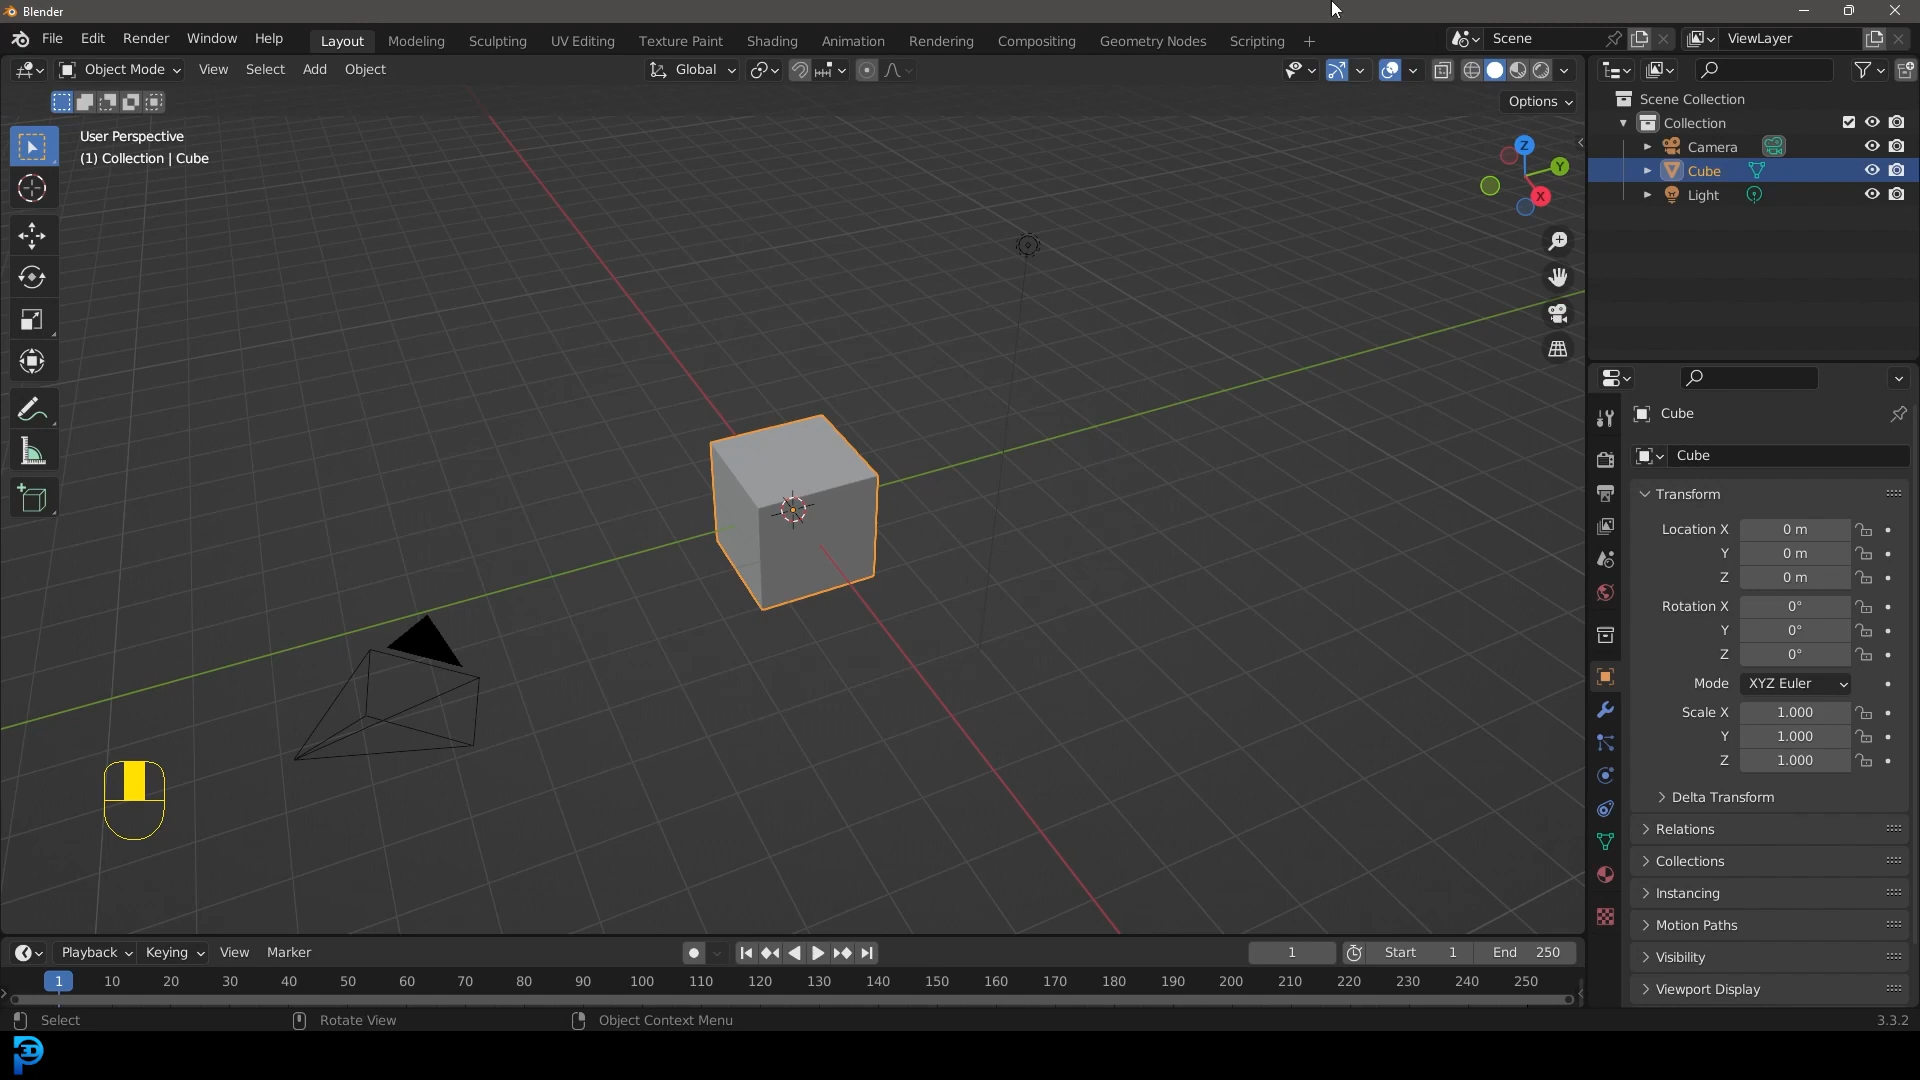 Blender
File Edit Render Window Help Layout Modeling Sculpting UV Editing Texture Paint Shading Animation Rendering Compositing Geometry Nodes Scripting + Scene ViewLayer
Object Mode View Select Add Object Global
Options
User Perspective
(1) Collection | Cube
Z
Y
X
Scene Collection
Collection
Camera
Cube
Light
Cube
Cube
Transform
Location X 0 m
Y 0 m
Z 0 m
Rotation X 0°
Y 0°
Z 0°
Mode XYZ Euler
Scale X 1.000
Y 1.000
Z 1.000
Delta Transform
Relations
Collections
Instancing
Motion Paths
Visibility
Viewport Display
Playback Keying View Marker 1 Start 1 End 250
1 10 20 30 40 50 60 70 80 90 100 110 120 130 140 150 160 170 180 190 200 210 220 230 240 250
Select Rotate View Object Context Menu 3.3.2
P3D